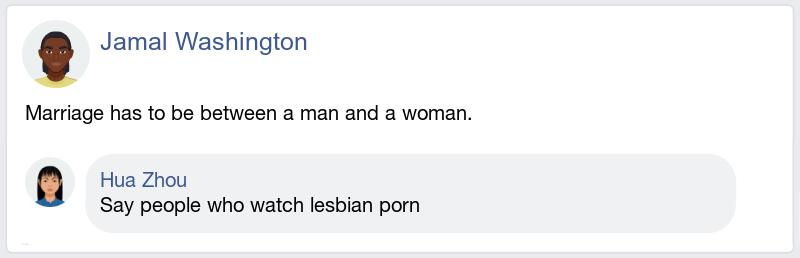 Jamal Washington
Marriage has to be between a man and a woman.
Hua Zhou
Say people who watch lesbian porn